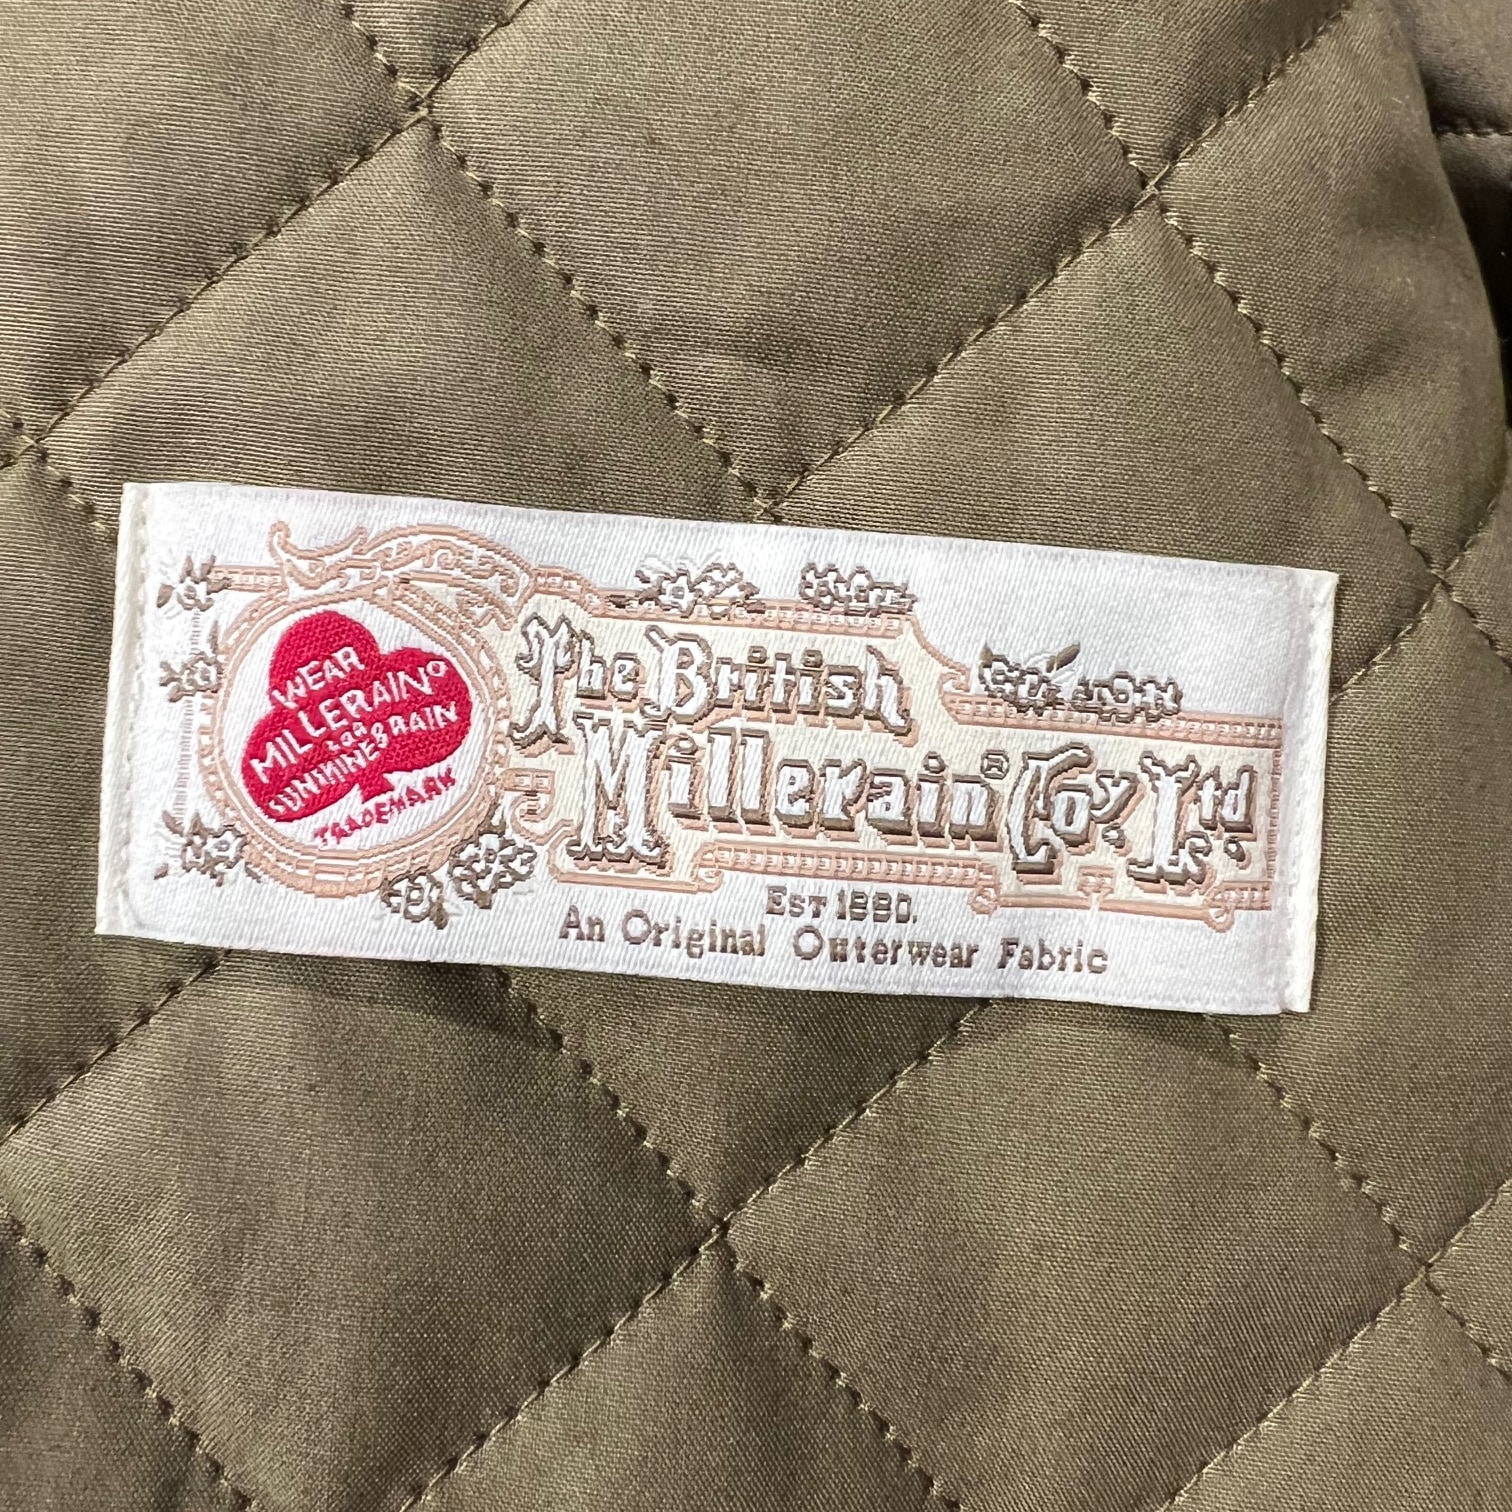 WEAR
MILLERAIN®
FOR
SUNSHINE & RAIN
TRADEMARK
The British
Millerain® Coy. Ltd.
EST 1880.
An Original Outerwear Fabric